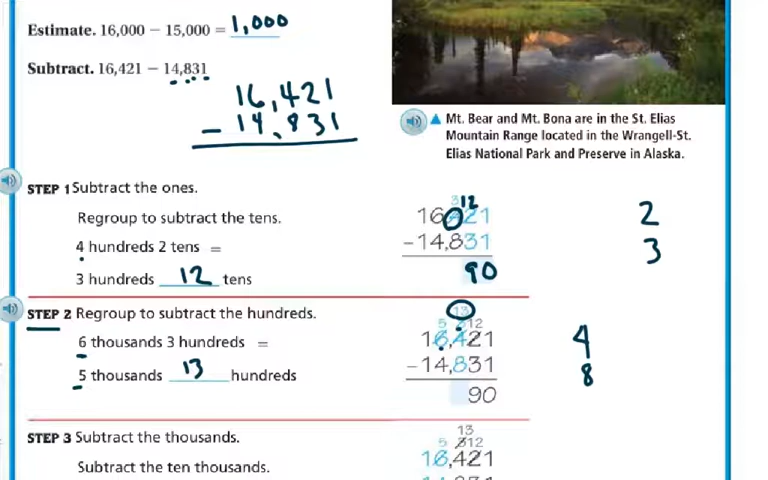 Estimate. 16,000 − 15,000 = 1,000
Subtract. 16,421 − 14,831
16,421
− 14,831
Mt. Bear and Mt. Bona are in the St. Elias
Mountain Range located in the Wrangell-St.
Elias National Park and Preserve in Alaska.
STEP 1 Subtract the ones.
Regroup to subtract the tens.
4 hundreds 2 tens =
3 hundreds 12 tens
3 12
16,421
−14,831
90
2
3
STEP 2 Regroup to subtract the hundreds.
6 thousands 3 hundreds =
5 thousands 13 hundreds
13
5 3 12
16,421
−14,831
90
4
8
STEP 3 Subtract the thousands.
Subtract the ten thousands.
13
5 3 12
16,421